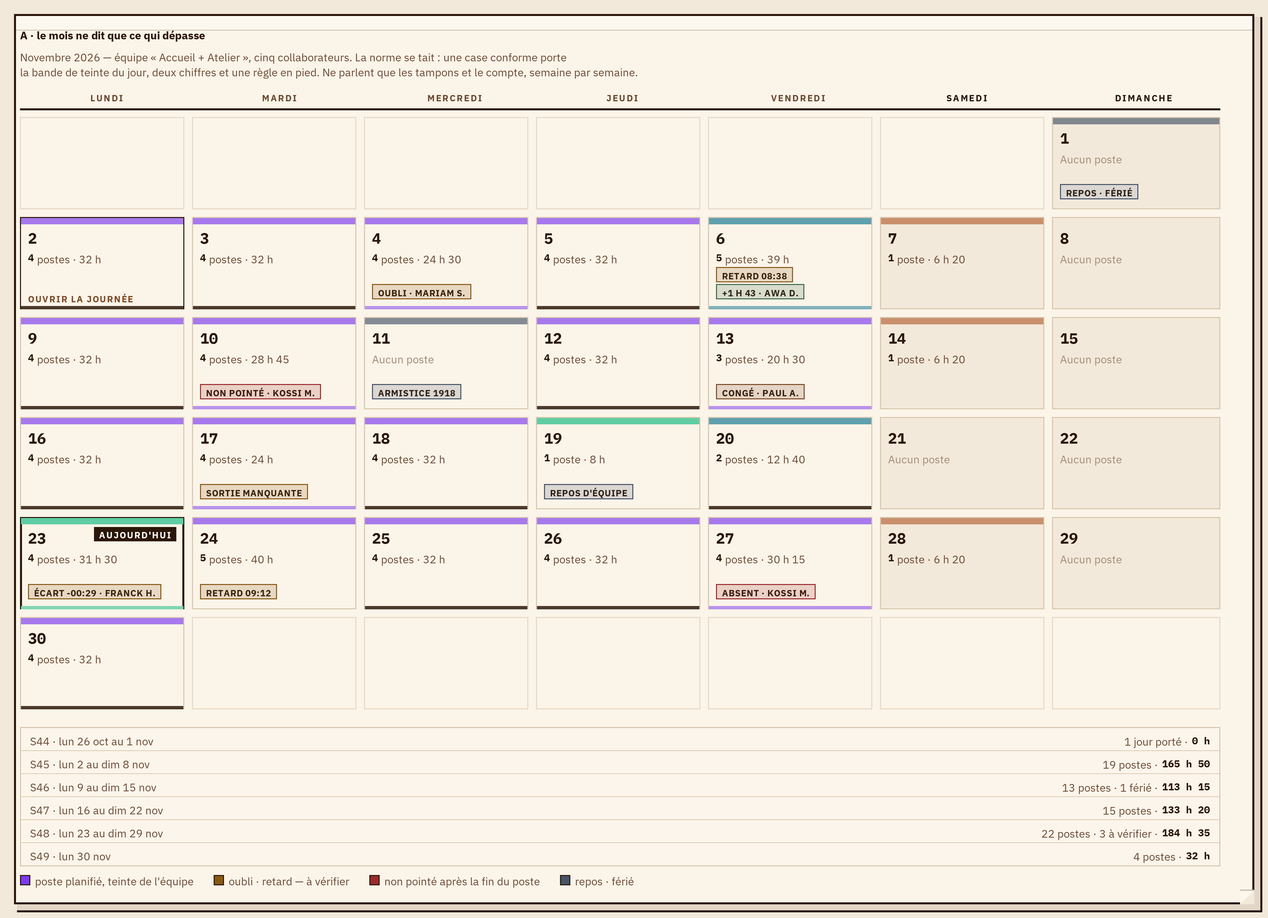 A · le mois ne dit que ce qui dépasse
Novembre 2026 — équipe « Accueil + Atelier », cinq collaborateurs. La norme se tait : une case conforme porte
la bande de teinte du jour, deux chiffres et une règle en pied. Ne parlent que les tampons et le compte, semaine par semaine.
LUNDI MARDI MERCREDI JEUDI VENDREDI SAMEDI DIMANCHE
1
Aucun poste
REPOS · FÉRIÉ
2
4 postes · 32 h
OUVRIR LA JOURNÉE
3
4 postes · 32 h
4
4 postes · 24 h 30
OUBLI · MARIAM S.
5
4 postes · 32 h
6
5 postes · 39 h
RETARD 08:38
+1 H 43 · AWA D.
7
1 poste · 6 h 20
8
Aucun poste
9
4 postes · 32 h
10
4 postes · 28 h 45
NON POINTÉ · KOSSI M.
11
Aucun poste
ARMISTICE 1918
12
4 postes · 32 h
13
3 postes · 20 h 30
CONGÉ · PAUL A.
14
1 poste · 6 h 20
15
Aucun poste
16
4 postes · 32 h
17
4 postes · 24 h
SORTIE MANQUANTE
18
4 postes · 32 h
19
1 poste · 8 h
REPOS D'ÉQUIPE
20
2 postes · 12 h 40
21
Aucun poste
22
Aucun poste
23
AUJOURD'HUI
4 postes · 31 h 30
ÉCART -00:29 · FRANCK H.
24
5 postes · 40 h
RETARD 09:12
25
4 postes · 32 h
26
4 postes · 32 h
27
4 postes · 30 h 15
ABSENT · KOSSI M.
28
1 poste · 6 h 20
29
Aucun poste
30
4 postes · 32 h
S44 · lun 26 oct au 1 nov 1 jour porté · 0 h
S45 · lun 2 au dim 8 nov 19 postes · 165 h 50
S46 · lun 9 au dim 15 nov 13 postes · 1 férié · 113 h 15
S47 · lun 16 au dim 22 nov 15 postes · 133 h 20
S48 · lun 23 au dim 29 nov 22 postes · 3 à vérifier · 184 h 35
S49 · lun 30 nov 4 postes · 32 h
poste planifié, teinte de l'équipe oubli · retard — à vérifier non pointé après la fin du poste repos · férié